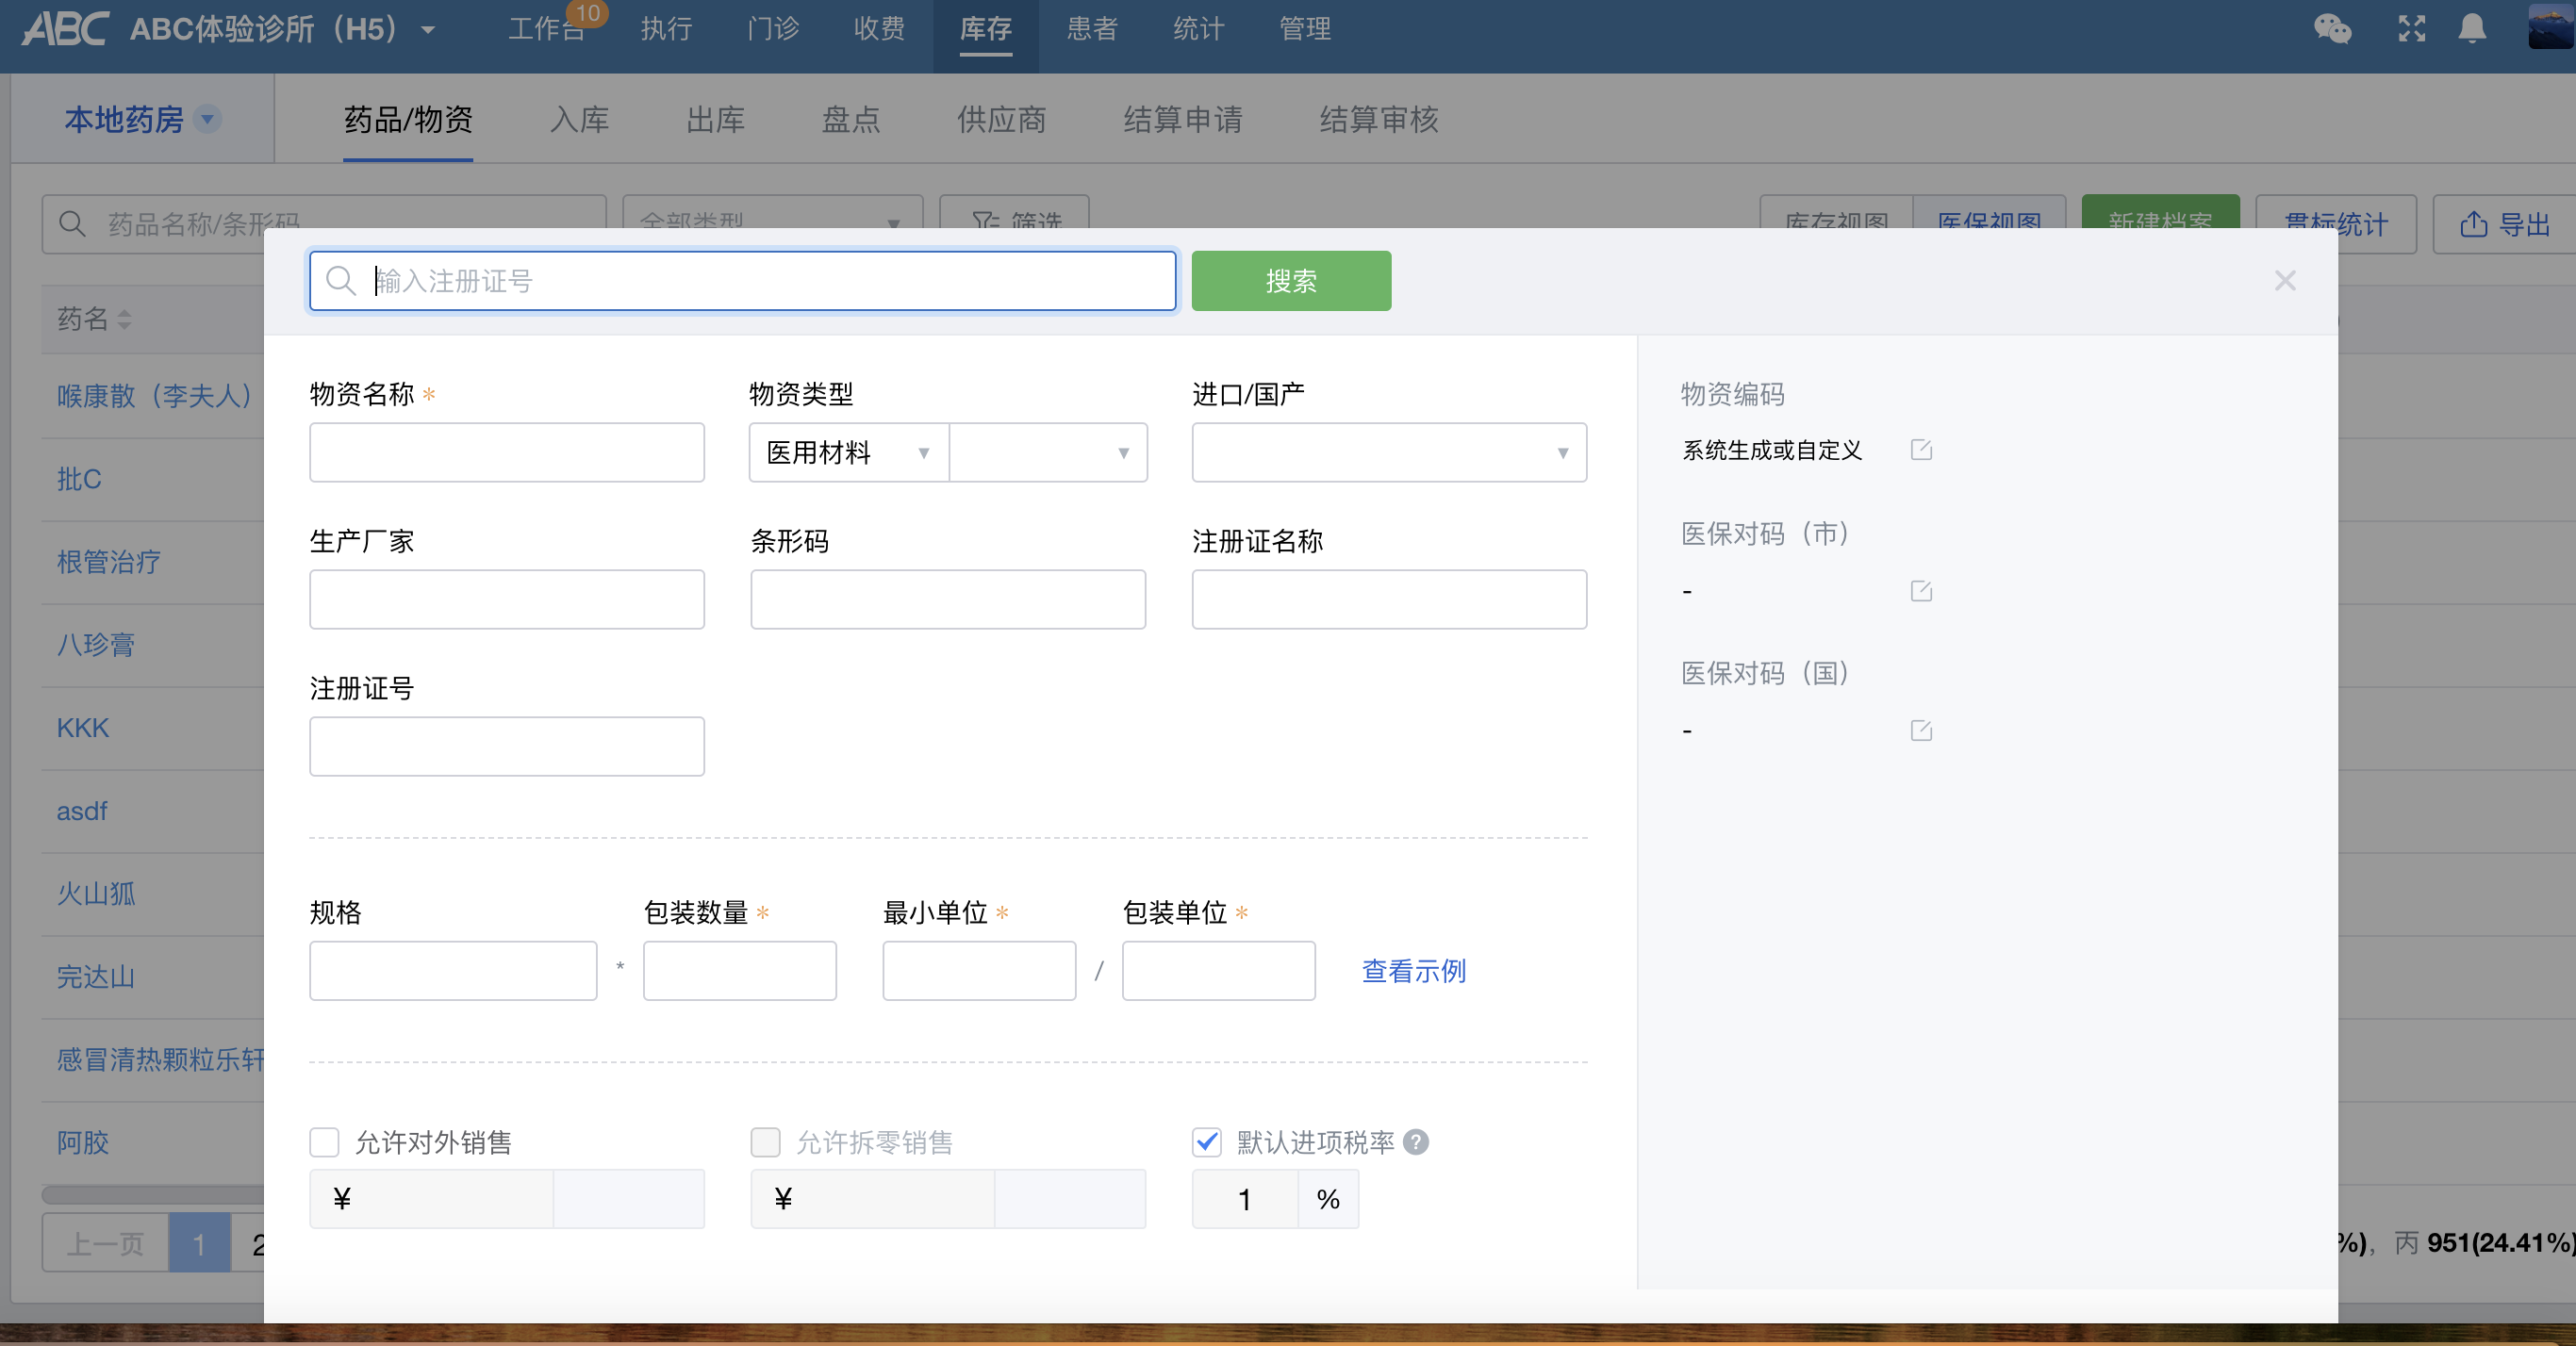 ABC ABC体验诊所（H5） 工作台 10 执行 门诊 收费 库存 患者 统计 管理
本地药房 药品/物资 入库 出库 盘点 供应商 结算申请 结算审核
药品名称/条形码 全部类型 筛选 库存视图 医保视图 新建档案 贯标统计 导出
输入注册证号 搜索
药名
喉康散（李夫人）
批C
根管治疗
八珍膏
KKK
asdf
火山狐
完达山
感冒清热颗粒乐轩
阿胶
上一页 1 2
物资名称 * 物资类型 进口/国产
医用材料
生产厂家 条形码 注册证名称
注册证号
规格 包装数量 * 最小单位 * 包装单位 *
* / 查看示例
允许对外销售 允许拆零销售 默认进项税率 ?
¥ ¥ 1 %
物资编码
系统生成或自定义
医保对码（市）
-
医保对码（国）
-
%)，丙 951(24.41%)